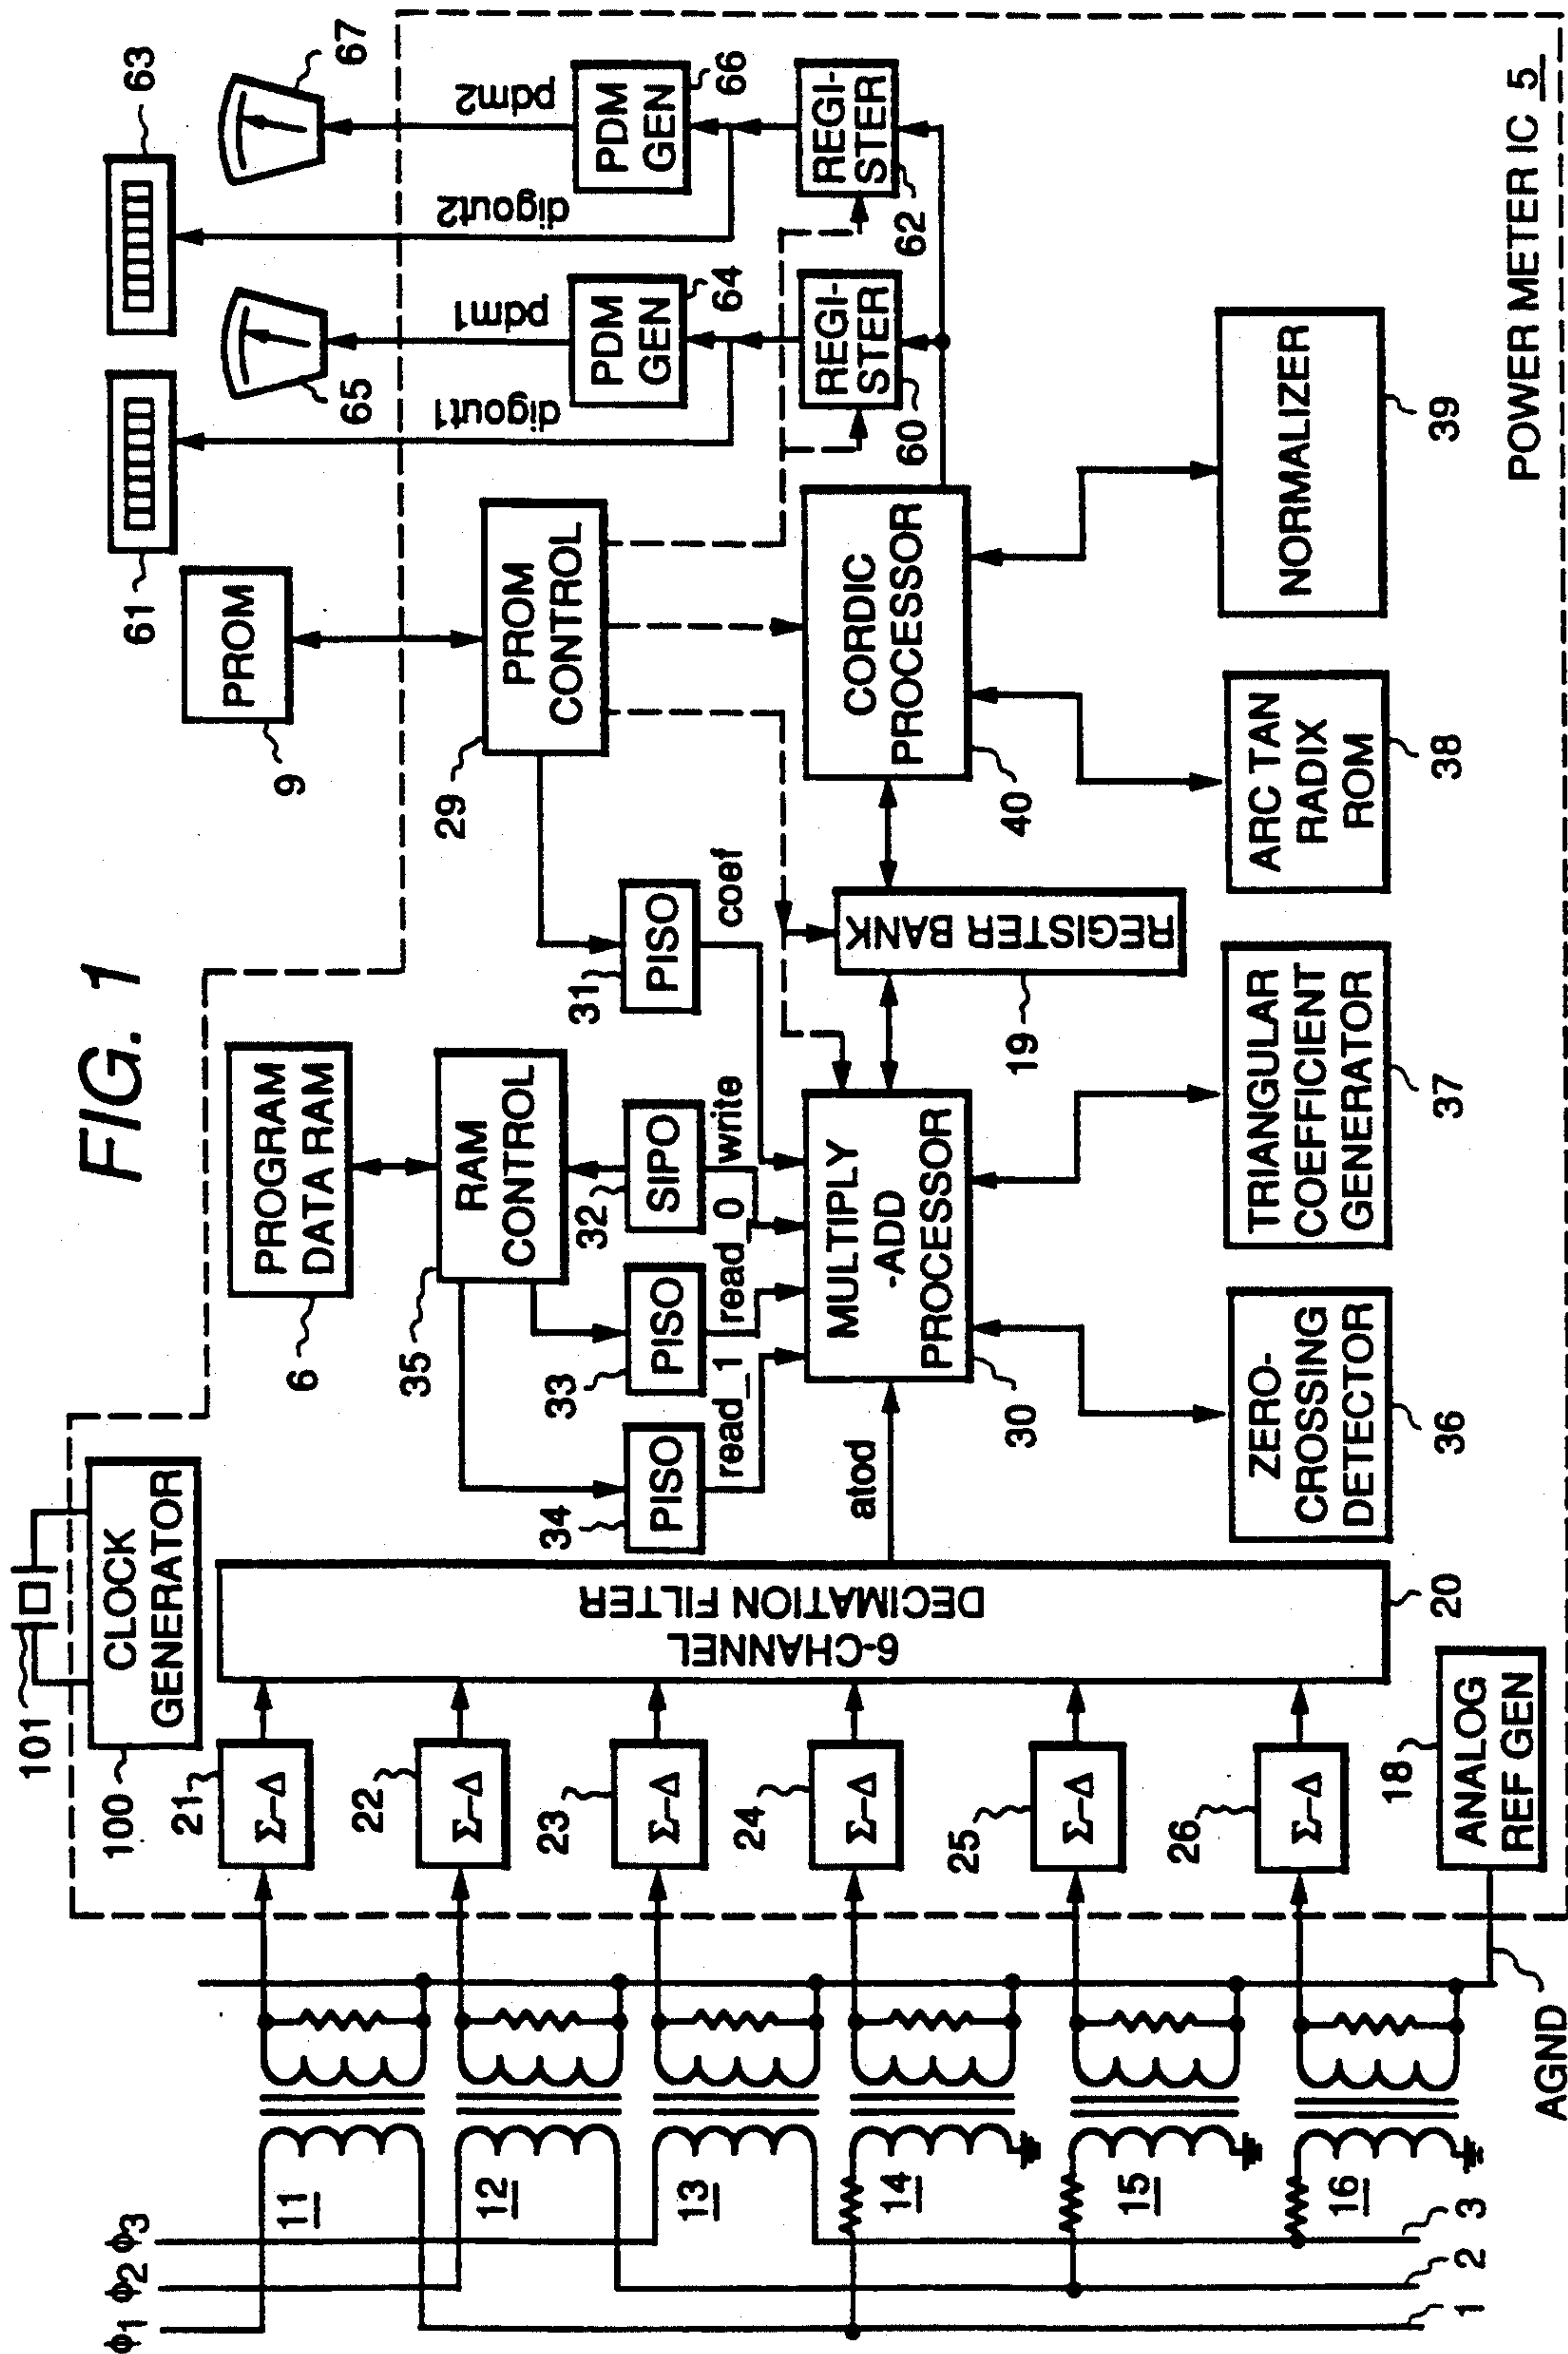 FIG. 1
101
100
CLOCK
GENERATOR
6
PROGRAM
DATA RAM
9
PROM
61
63
65
67
35
RAM
CONTROL
29
PROM
CONTROL
digout1
pdm1
digout2
pdm2
PDM
GEN
64
PDM
GEN
66
34
PISO
33
PISO
32
SIPO
31
PISO
read_1
read_0
write
coef
REGI-
STER
60
REGI-
STER
62
Φ1
Φ2
Φ3
11
12
13
14
15
16
1
2
3
AGND
21
Σ-Δ
22
Σ-Δ
23
Σ-Δ
24
Σ-Δ
25
Σ-Δ
26
Σ-Δ
18
ANALOG
REF GEN
6-CHANNEL
DECIMATION FILTER
20
atod
MULTIPLY
-ADD
PROCESSOR
30
REGISTER BANK
19
CORDIC
PROCESSOR
40
ZERO-
CROSSING
DETECTOR
36
TRIANGULAR
COEFFICIENT
GENERATOR
37
ARC TAN
RADIX
ROM
38
NORMALIZER
39
POWER METER IC 5